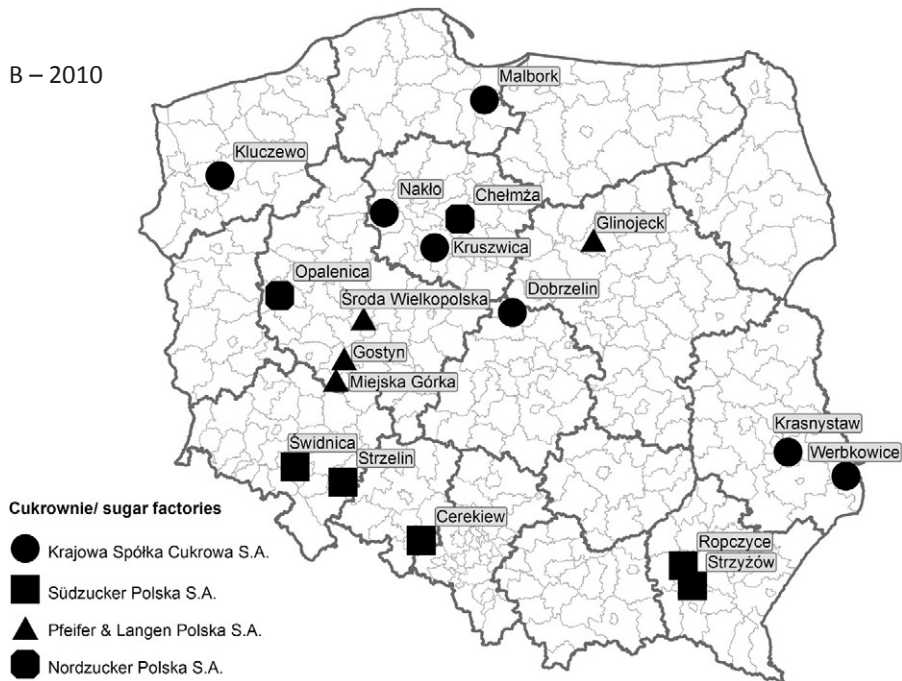 B – 2010
Malbork
Kluczewo
Nakło
Chełmża
Glinojeck
Kruszwica
Opalenica
Środa Wielkopolska
Dobrzelin
Gostyn
Miejska Górka
Krasnystaw
Świdnica
Werbkowice
Strzelin
Cerekiew
Ropczyce
Strzyżów
Cukrownie/ sugar factories
Krajowa Spółka Cukrowa S.A.
Südzucker Polska S.A.
Pfeifer & Langen Polska S.A.
Nordzucker Polska S.A.